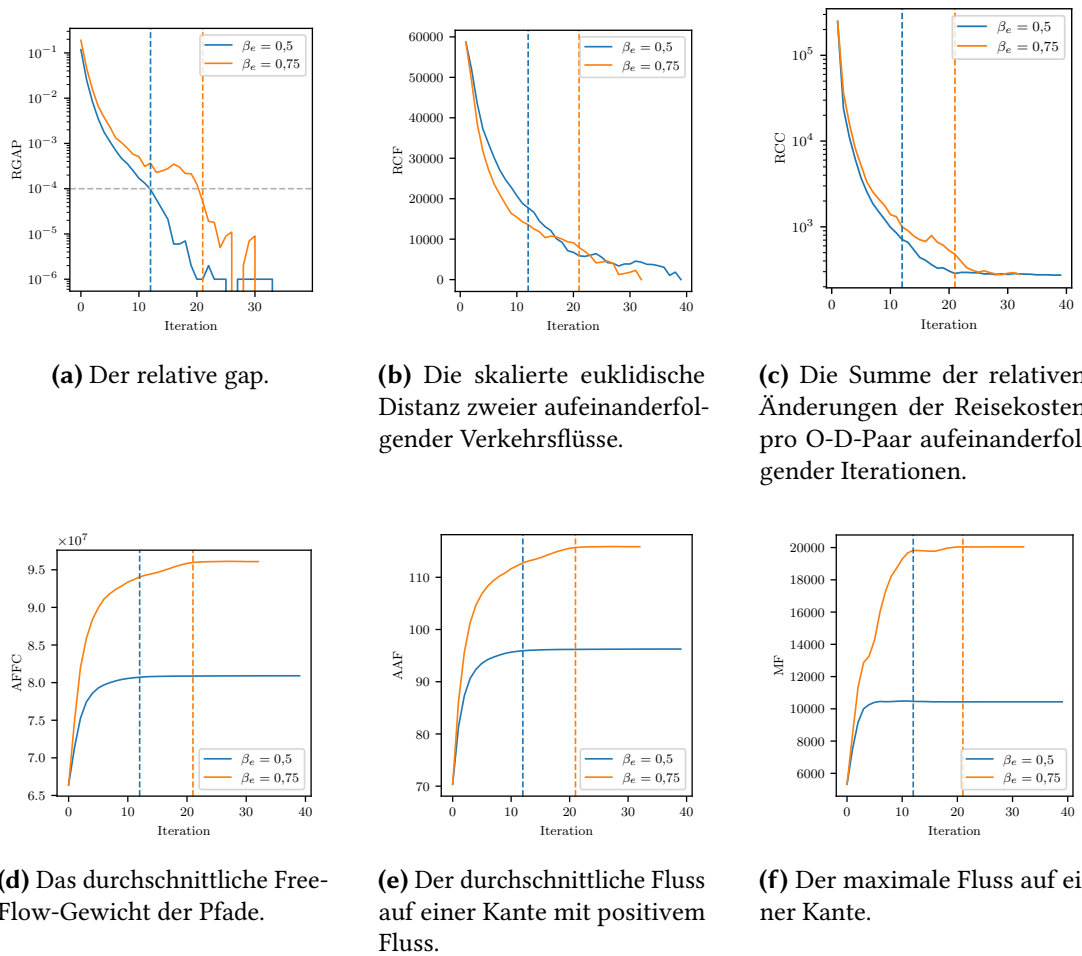 βe = 0,5
βe = 0,75
10⁻¹
10⁻²
10⁻³
10⁻⁴
10⁻⁵
10⁻⁶
RGAP
0
10
20
30
Iteration
(a) Der relative gap.
βe = 0,5
βe = 0,75
60000
50000
40000
30000
20000
10000
0
RCF
0
10
20
30
40
Iteration
(b) Die skalierte euklidische
Distanz zweier aufeinanderfol-
gender Verkehrsflüsse.
βe = 0,5
βe = 0,75
10⁵
10⁴
10³
RCC
0
10
20
30
40
Iteration
(c) Die Summe der relativen
Änderungen der Reisekosten
pro O-D-Paar aufeinanderfol-
gender Iterationen.
×10⁷
9.5
9.0
8.5
8.0
7.5
7.0
6.5
AFFC
βe = 0,5
βe = 0,75
0
10
20
30
40
Iteration
(d) Das durchschnittliche Free-
Flow-Gewicht der Pfade.
110
100
90
80
70
AAF
βe = 0,5
βe = 0,75
0
10
20
30
40
Iteration
(e) Der durchschnittliche Fluss
auf einer Kante mit positivem
Fluss.
20000
18000
16000
14000
12000
10000
8000
6000
MF
βe = 0,5
βe = 0,75
0
10
20
30
40
Iteration
(f) Der maximale Fluss auf ei-
ner Kante.